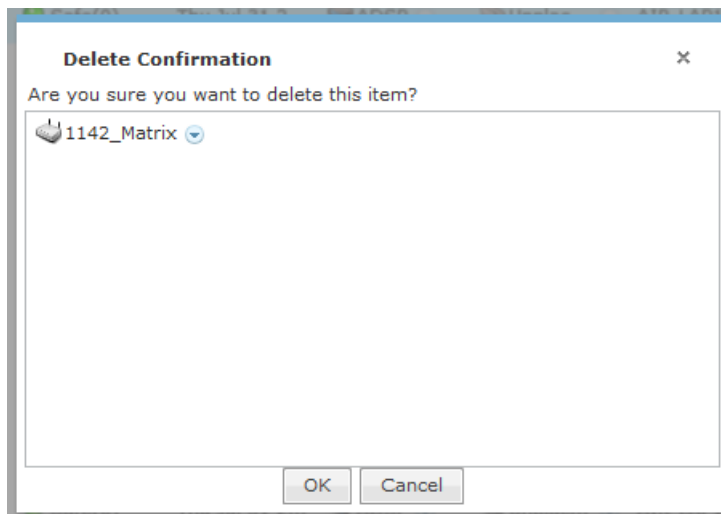 Delete Confirmation
Are you sure you want to delete this item?
1142_Matrix
OK
Cancel